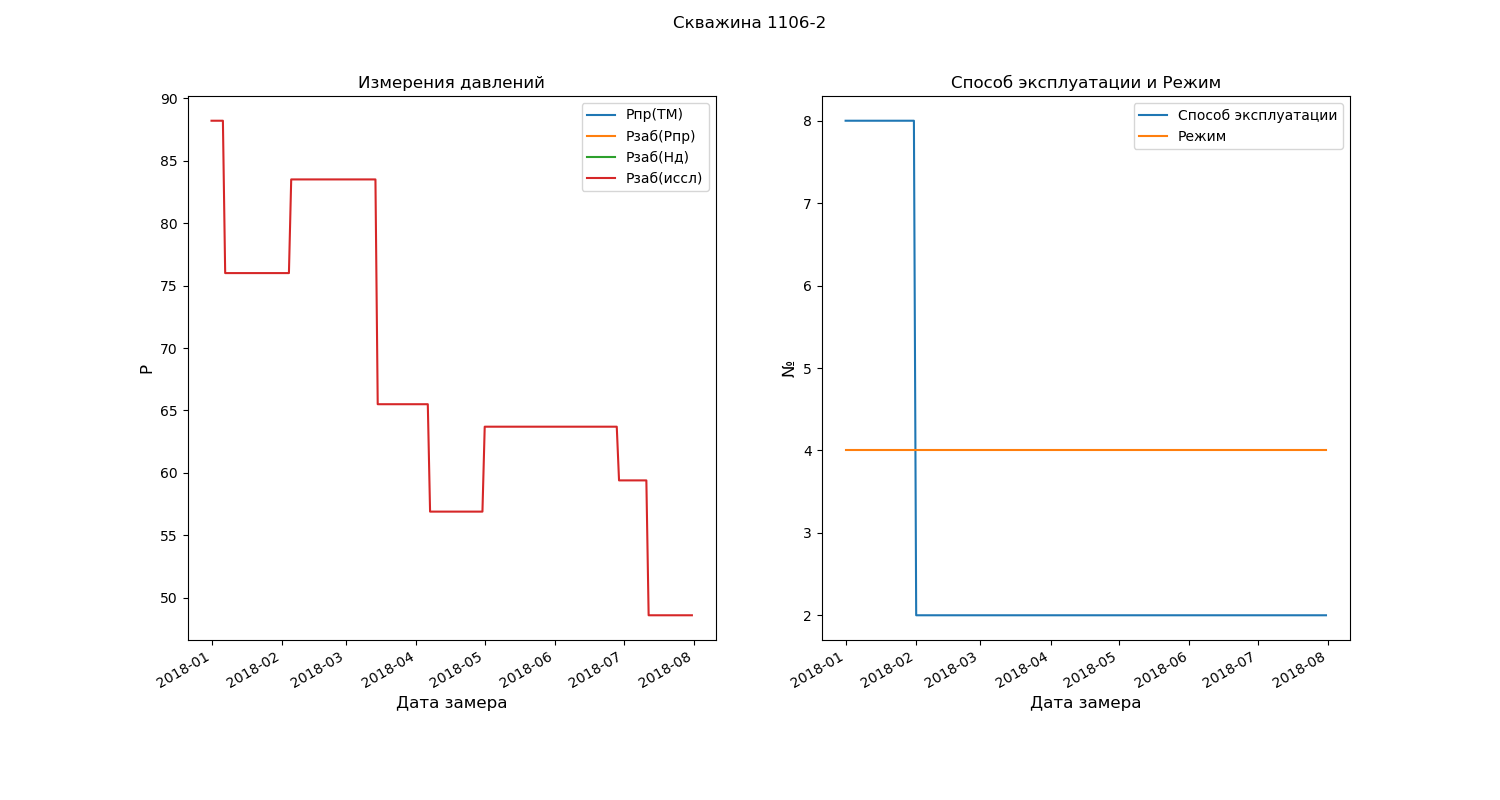 Скважина 1106-2
Измерения давлений
90
85
80
75
70
65
60
55
50
P
Рпр(ТМ)
Рзаб(Рпр)
Рзаб(Нд)
Рзаб(иссл)
2018-01
2018-02
2018-03
2018-04
2018-05
2018-06
2018-07
2018-08
Дата замера
Способ эксплуатации и Режим
8
7
6
5
4
3
2
№
Способ эксплуатации
Режим
2018-01
2018-02
2018-03
2018-04
2018-05
2018-06
2018-07
2018-08
Дата замера